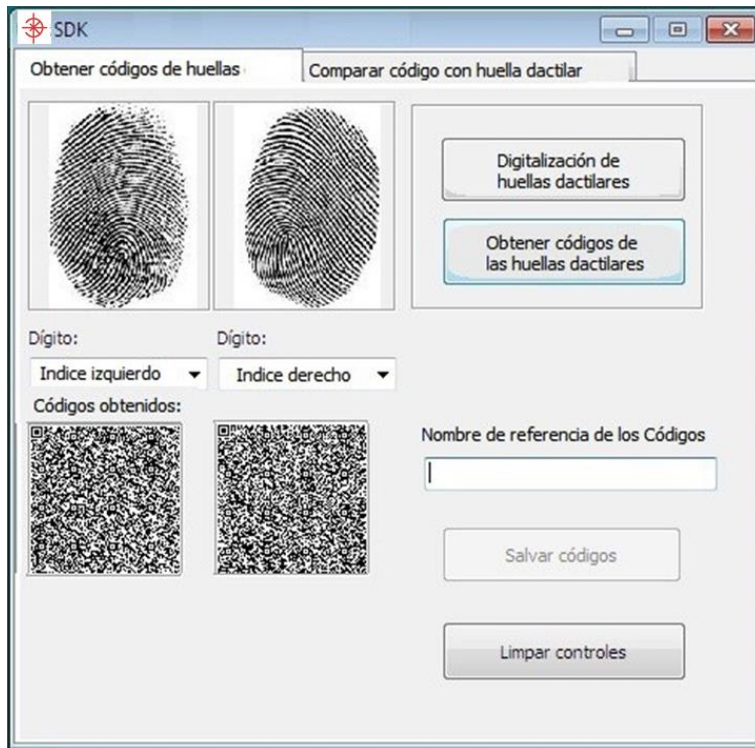 SDK
Obtener códigos de huellas
Comparar código con huella dactilar
Digitalización de
huellas dactilares
Obtener códigos de
las huellas dactilares
Dígito:
Dígito:
Indice izquierdo
Indice derecho
Códigos obtenidos:
Nombre de referencia de los Códigos
Salvar códigos
Limpar controles